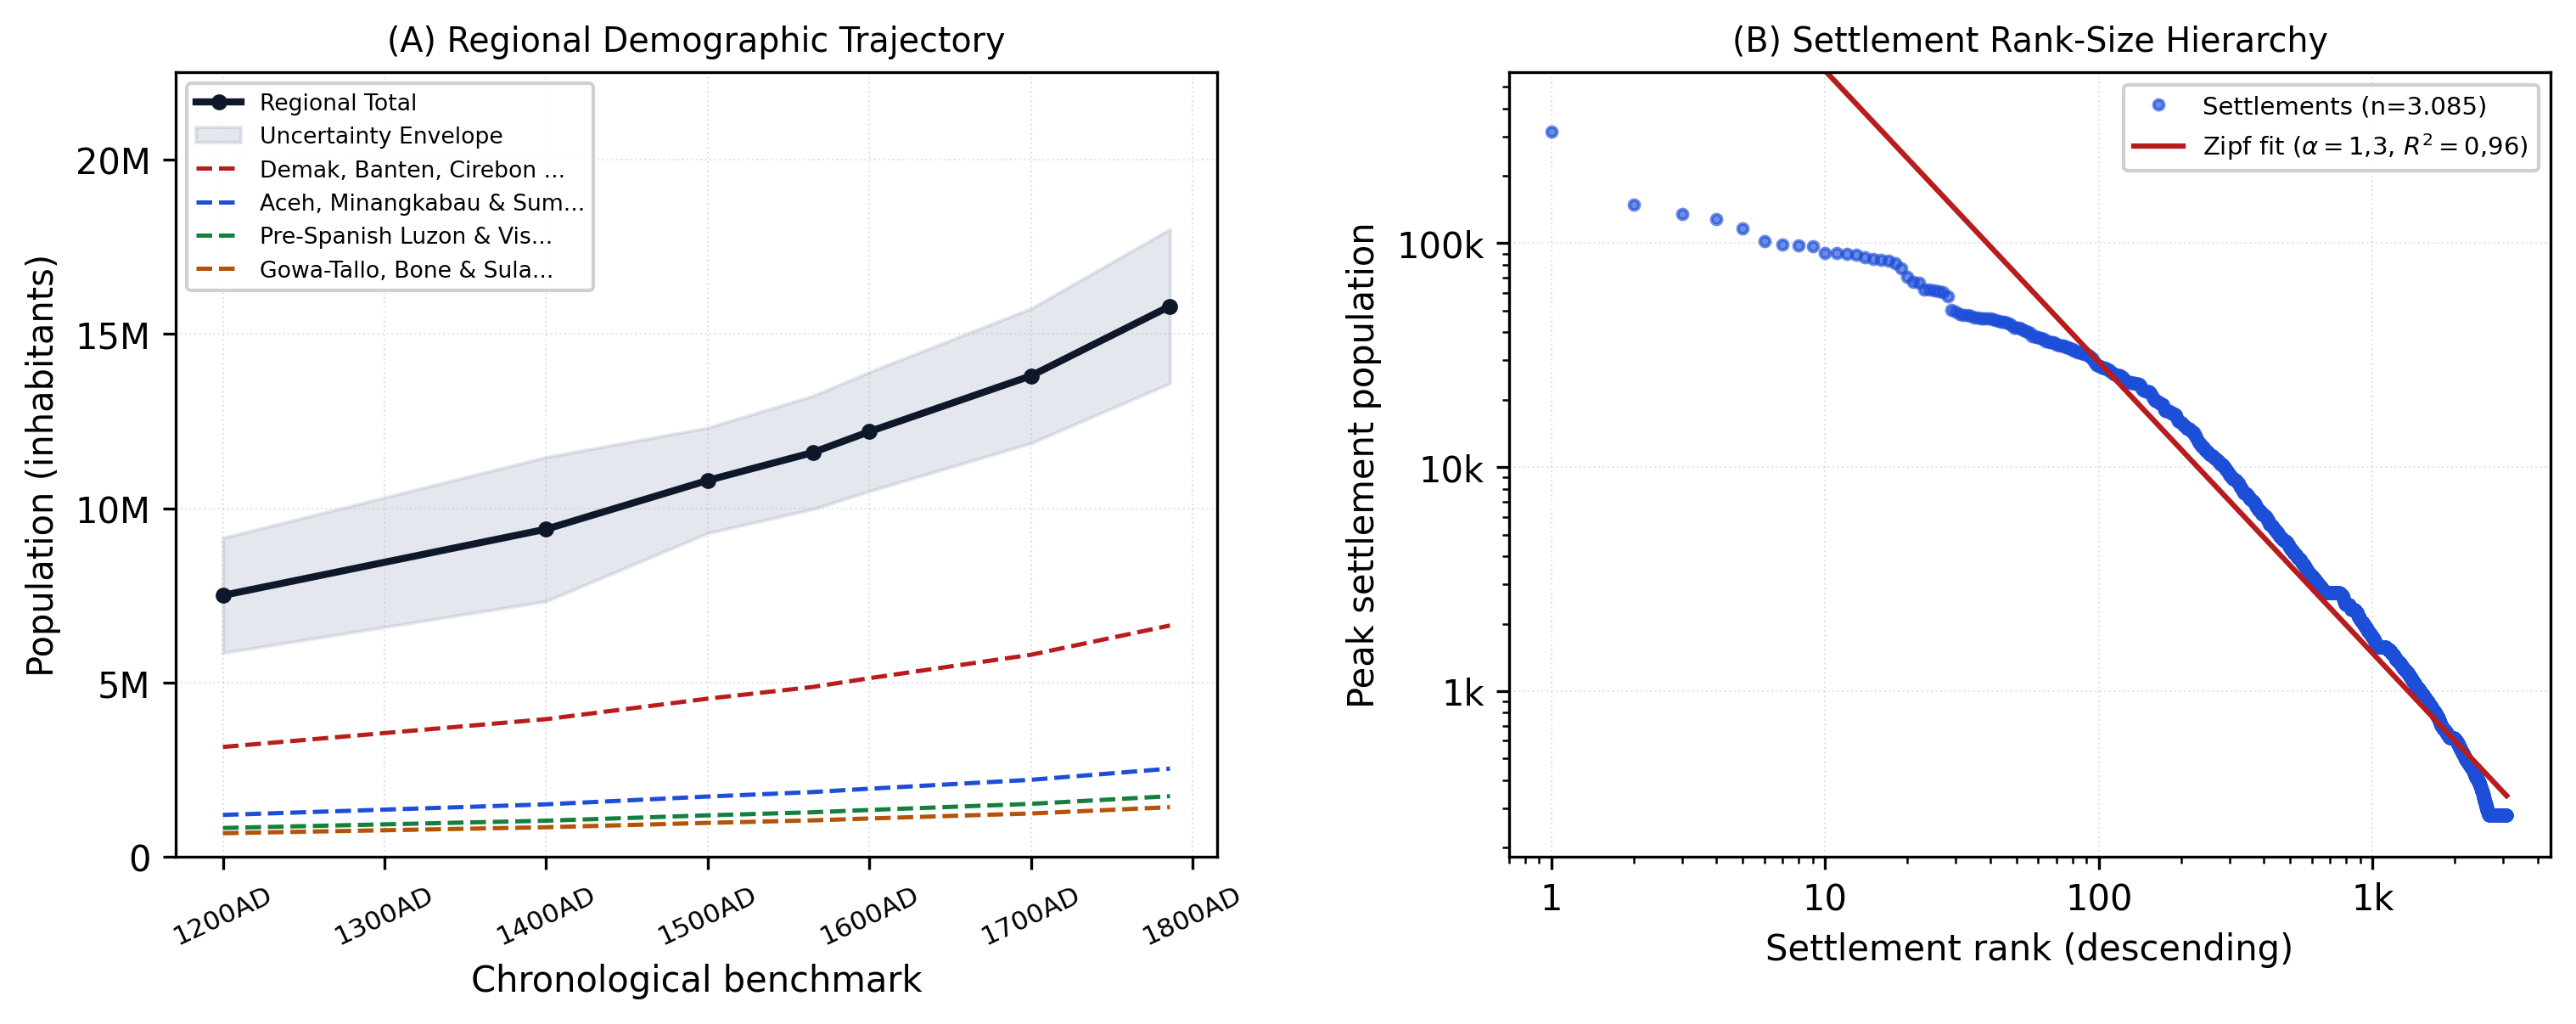 (A) Regional Demographic Trajectory
Population (inhabitants)
20M
15M
10M
5M
0
Regional Total
Uncertainty Envelope
Demak, Banten, Cirebon ...
Aceh, Minangkabau & Sum...
Pre-Spanish Luzon & Vis...
Gowa-Tallo, Bone & Sula...
1200AD
1300AD
1400AD
1500AD
1600AD
1700AD
1800AD
Chronological benchmark
(B) Settlement Rank-Size Hierarchy
Peak settlement population
100k
10k
1k
Settlements (n=3.085)
Zipf fit (α = 1,3, R² = 0,96)
1
10
100
1k
Settlement rank (descending)